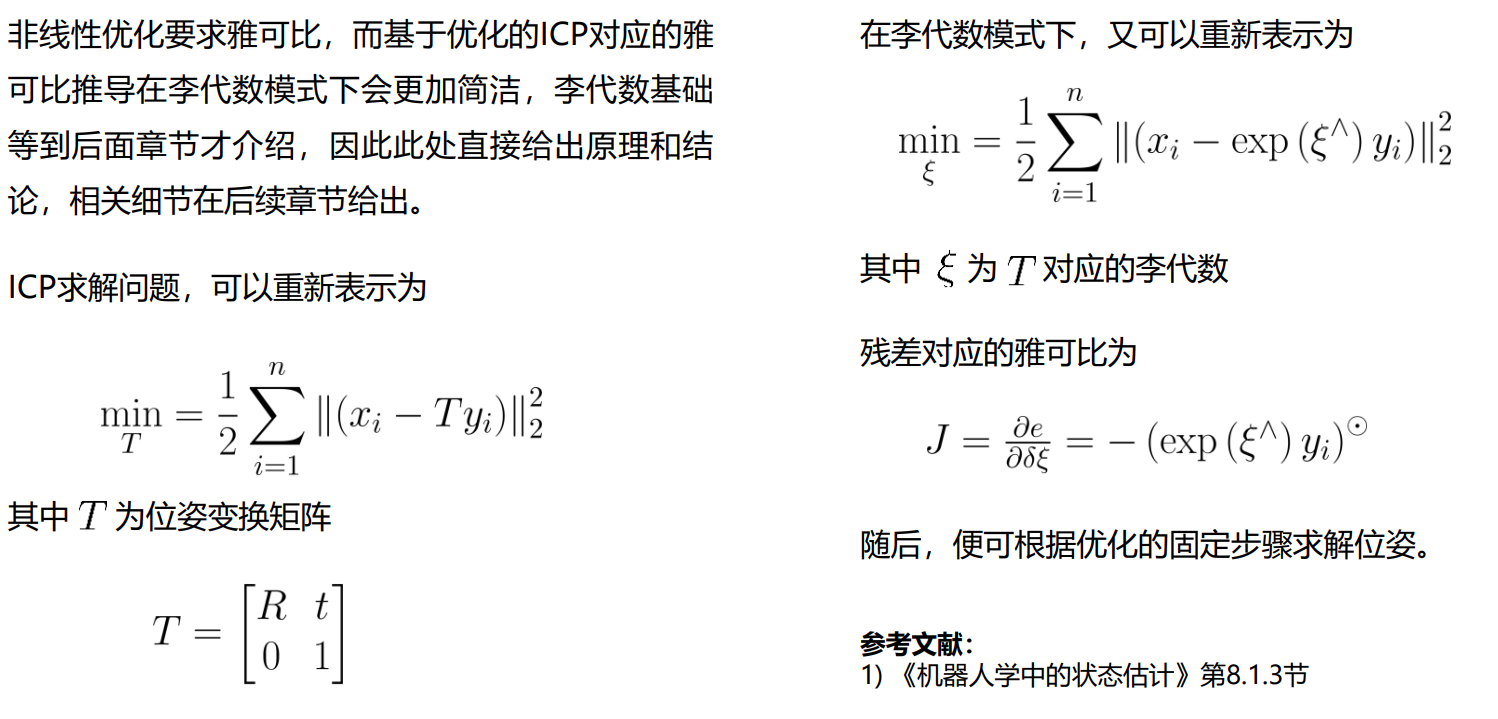 非线性优化要求雅可比，而基于优化的ICP对应的雅
可比推导在李代数模式下会更加简洁，李代数基础
等到后面章节才介绍，因此此处直接给出原理和结
论，相关细节在后续章节给出。
ICP求解问题，可以重新表示为
$\min_{T} = \frac{1}{2} \sum_{i=1}^{n} \|(x_i - Ty_i)\|_2^2$
其中 $T$ 为位姿变换矩阵
$T = \begin{bmatrix} R & t \\ 0 & 1 \end{bmatrix}$
在李代数模式下，又可以重新表示为
$\min_{\xi} = \frac{1}{2} \sum_{i=1}^{n} \|(x_i - \exp(\xi^{\wedge}) y_i)\|_2^2$
其中 $\xi$ 为 $T$ 对应的李代数
残差对应的雅可比为
$J = \frac{\partial e}{\partial \delta \xi} = -(\exp(\xi^{\wedge}) y_i)^{\odot}$
随后，便可根据优化的固定步骤求解位姿。
参考文献：
1) 《机器人学中的状态估计》第8.1.3节